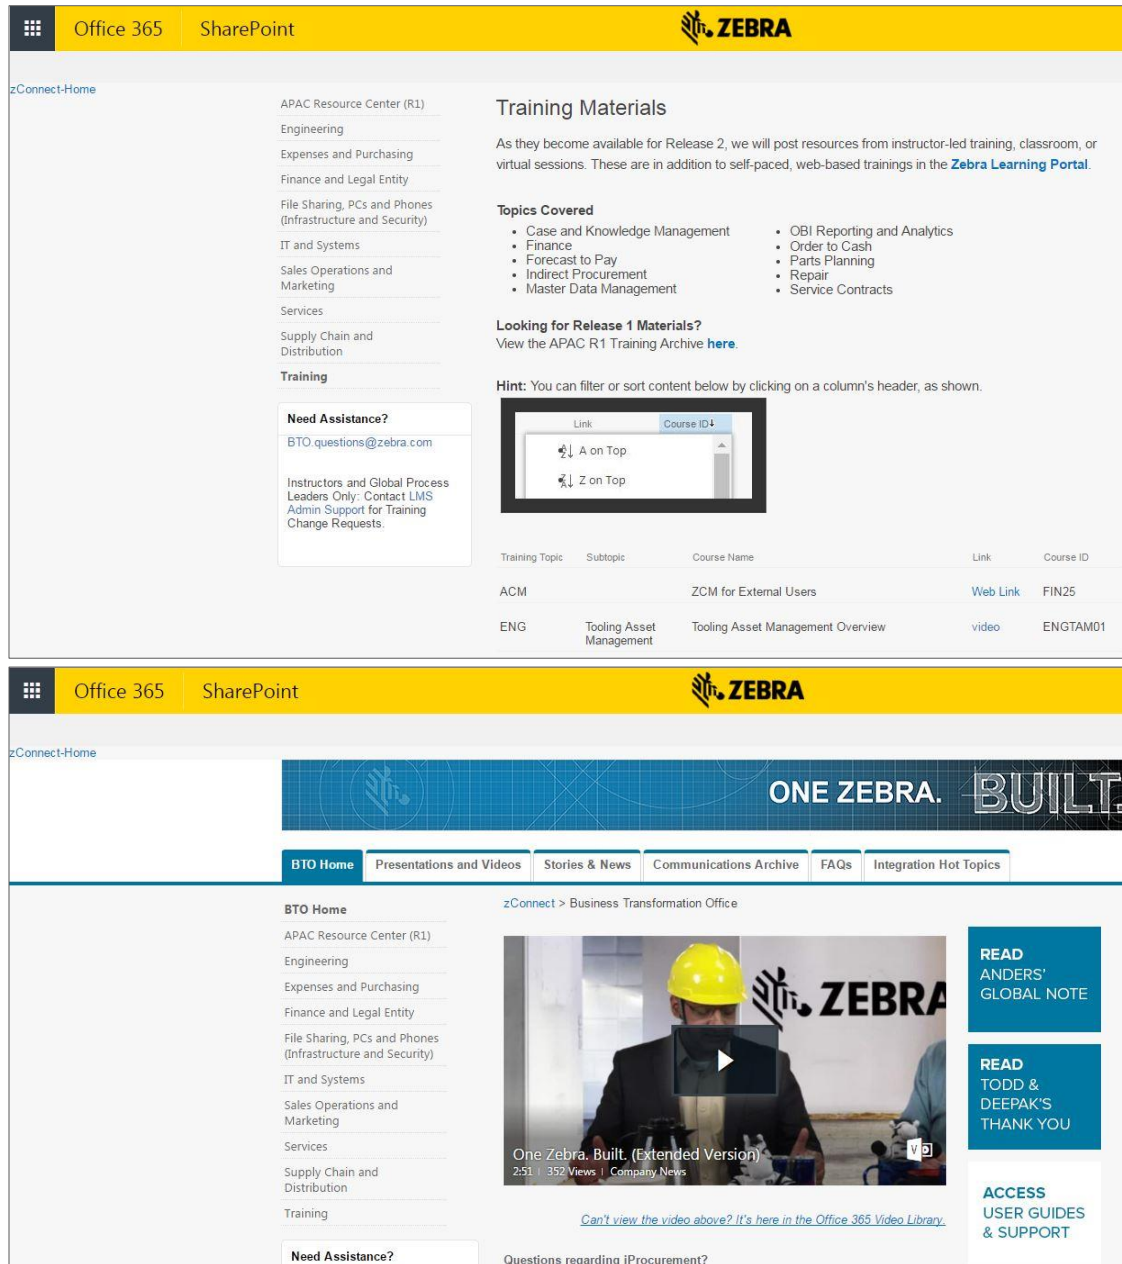 Office 365 SharePoint ZEBRA
zConnect-Home
APAC Resource Center (R1)
Engineering
Expenses and Purchasing
Finance and Legal Entity
File Sharing, PCs and Phones
(Infrastructure and Security)
IT and Systems
Sales Operations and
Marketing
Services
Supply Chain and
Distribution
Training
Need Assistance?
BTO.questions@zebra.com
Instructors and Global Process
Leaders Only: Contact LMS
Admin Support for Training
Change Requests.
Training Materials
As they become available for Release 2, we will post resources from instructor-led training, classroom, or
virtual sessions. These are in addition to self-paced, web-based trainings in the Zebra Learning Portal.
Topics Covered
• Case and Knowledge Management
• Finance
• Forecast to Pay
• Indirect Procurement
• Master Data Management
• OBI Reporting and Analytics
• Order to Cash
• Parts Planning
• Repair
• Service Contracts
Looking for Release 1 Materials?
View the APAC R1 Training Archive here.
Hint: You can filter or sort content below by clicking on a column's header, as shown.
Link Course ID↓
A on Top
Z on Top
Training Topic Subtopic Course Name Link Course ID
ACM ZCM for External Users Web Link FIN25
ENG Tooling Asset Management Tooling Asset Management Overview video ENGTAM01
Office 365 SharePoint ZEBRA
zConnect-Home
ONE ZEBRA. BUILT.
BTO Home Presentations and Videos Stories & News Communications Archive FAQs Integration Hot Topics
BTO Home
APAC Resource Center (R1)
Engineering
Expenses and Purchasing
Finance and Legal Entity
File Sharing, PCs and Phones
(Infrastructure and Security)
IT and Systems
Sales Operations and
Marketing
Services
Supply Chain and
Distribution
Training
Need Assistance?
zConnect > Business Transformation Office
ZEBRA
One Zebra. Built. (Extended Version)
2:51 | 352 Views | Company News
Can't view the video above? It's here in the Office 365 Video Library.
Questions regarding iProcurement?
READ
ANDERS'
GLOBAL NOTE
READ
TODD &
DEEPAK'S
THANK YOU
ACCESS
USER GUIDES
& SUPPORT